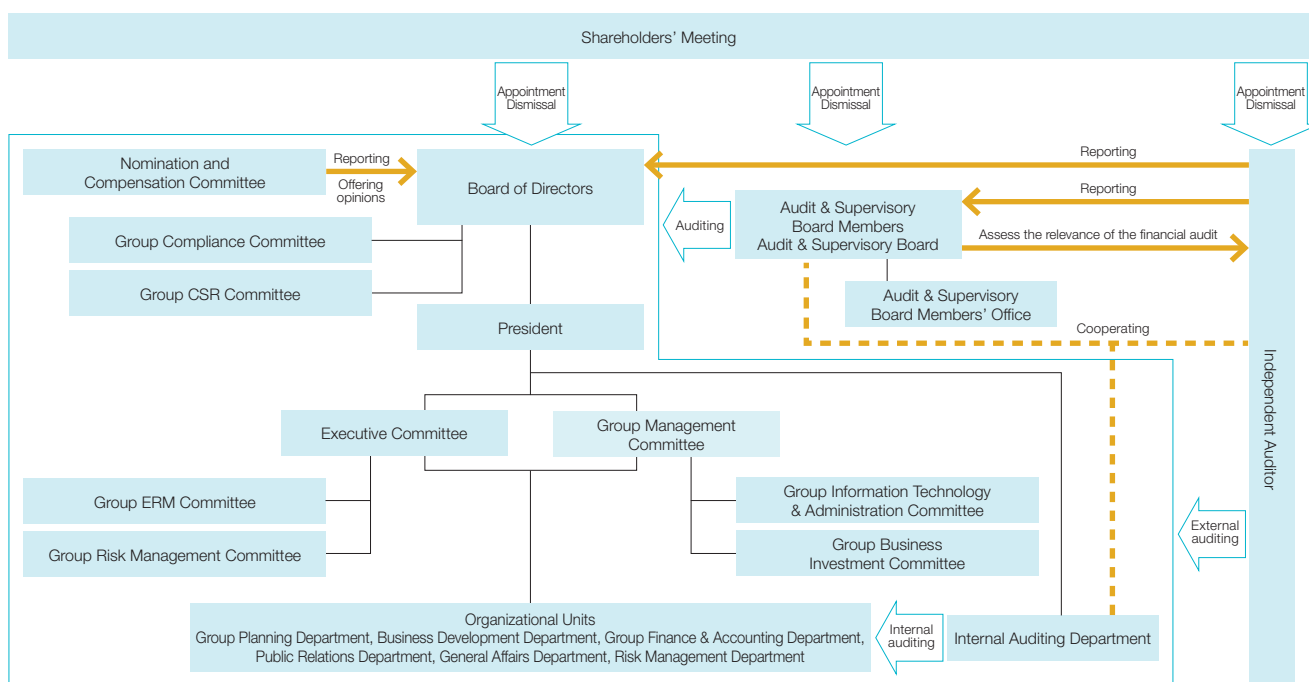 Shareholders' Meeting
Appointment
Dismissal
Appointment
Dismissal
Appointment
Dismissal
Nomination and
Compensation Committee
Reporting
Offering
opinions
Board of Directors
Reporting
Reporting
Auditing
Audit & Supervisory
Board Members
Audit & Supervisory Board
Assess the relevance of the financial audit
Group Compliance Committee
Group CSR Committee
Audit & Supervisory
Board Members' Office
President
Cooperating
Independent Auditor
Executive Committee
Group Management
Committee
Group ERM Committee
Group Risk Management Committee
Group Information Technology
& Administration Committee
Group Business
Investment Committee
External
auditing
Organizational Units
Group Planning Department, Business Development Department, Group Finance & Accounting Department,
Public Relations Department, General Affairs Department, Risk Management Department
Internal
auditing
Internal Auditing Department